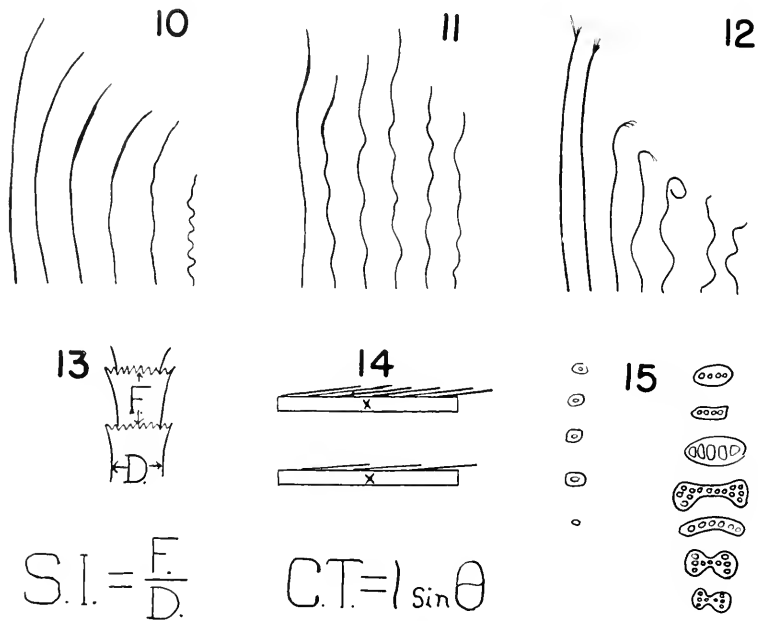 10
11
12
13
F
D.
14
x
x
15
S.I. = F. / D.
C.T. = l sin θ